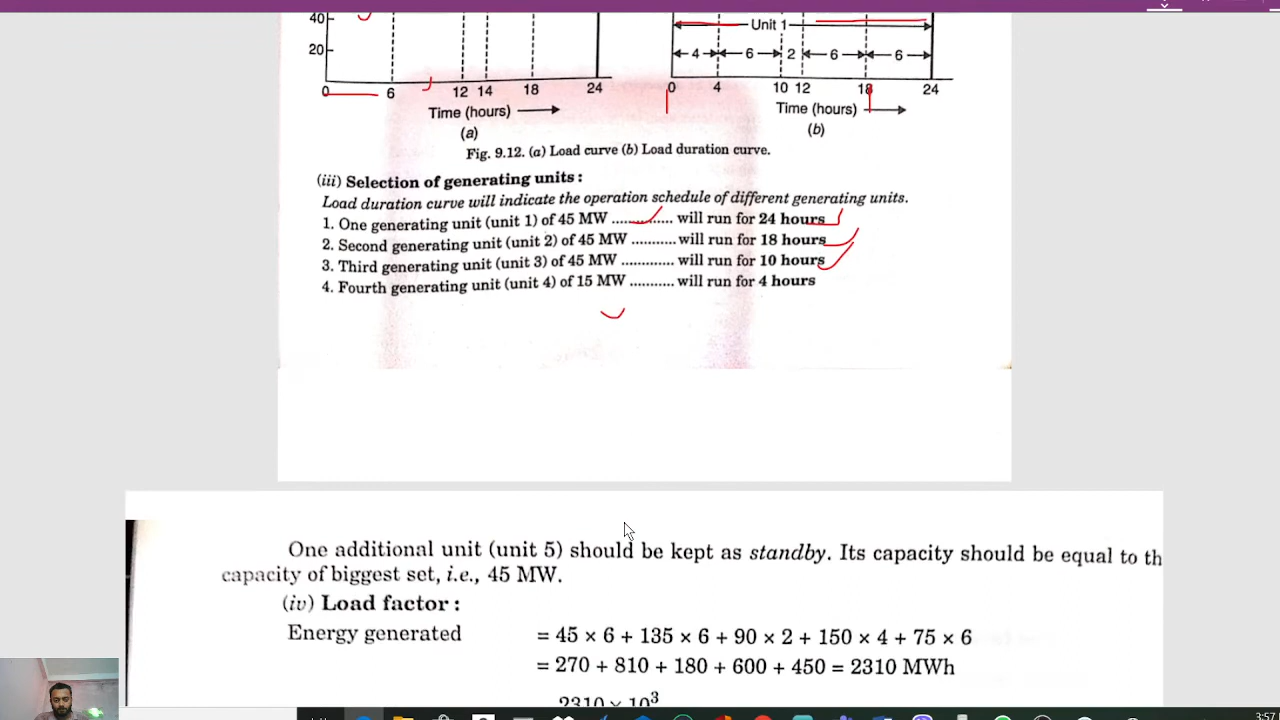 40
20
0 6 12 14 18 24
Time (hours)
(a)
Unit 1
4 6 2 6 6
0 4 10 12 18 24
Time (hours)
(b)
Fig. 9.12. (a) Load curve (b) Load duration curve.
(iii) Selection of generating units :
Load duration curve will indicate the operation schedule of different generating units.
1. One generating unit (unit 1) of 45 MW ............... will run for 24 hours
2. Second generating unit (unit 2) of 45 MW ........... will run for 18 hours
3. Third generating unit (unit 3) of 45 MW ............. will run for 10 hours
4. Fourth generating unit (unit 4) of 15 MW ........... will run for 4 hours
One additional unit (unit 5) should be kept as standby. Its capacity should be equal to th
capacity of biggest set, i.e., 45 MW.
(iv) Load factor :
Energy generated = 45 × 6 + 135 × 6 + 90 × 2 + 150 × 4 + 75 × 6
= 270 + 810 + 180 + 600 + 450 = 2310 MWh
2310 × 10³
3:57